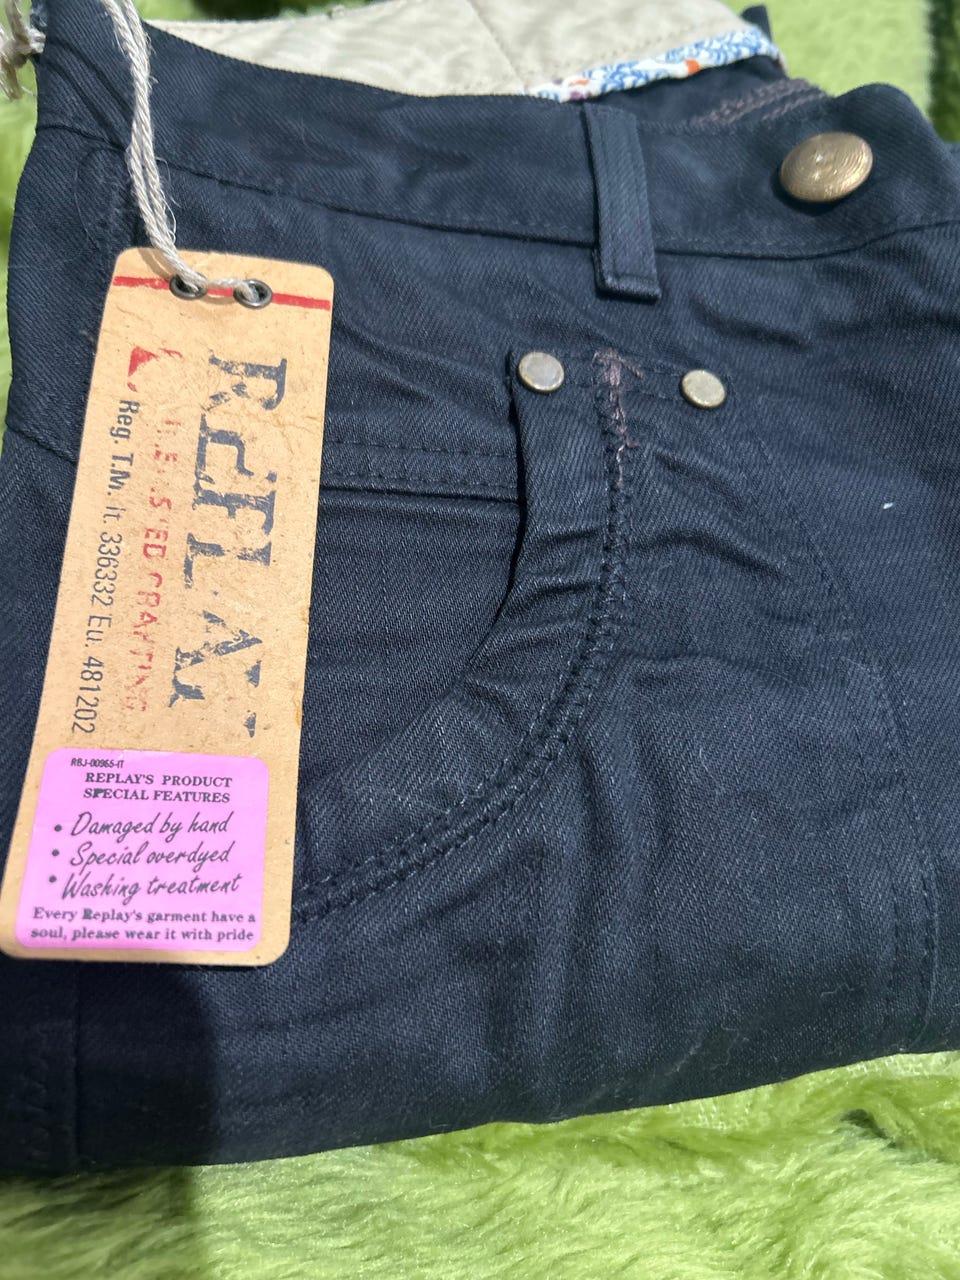 REPLAY
Reg. T.M. it. 336332 Eu. 481202
RBJ-00965-IT
REPLAY'S PRODUCT
SPECIAL FEATURES
• Damaged by hand
• Special overdyed
• Washing treatment
Every Replay's garment have a
soul, please wear it with pride